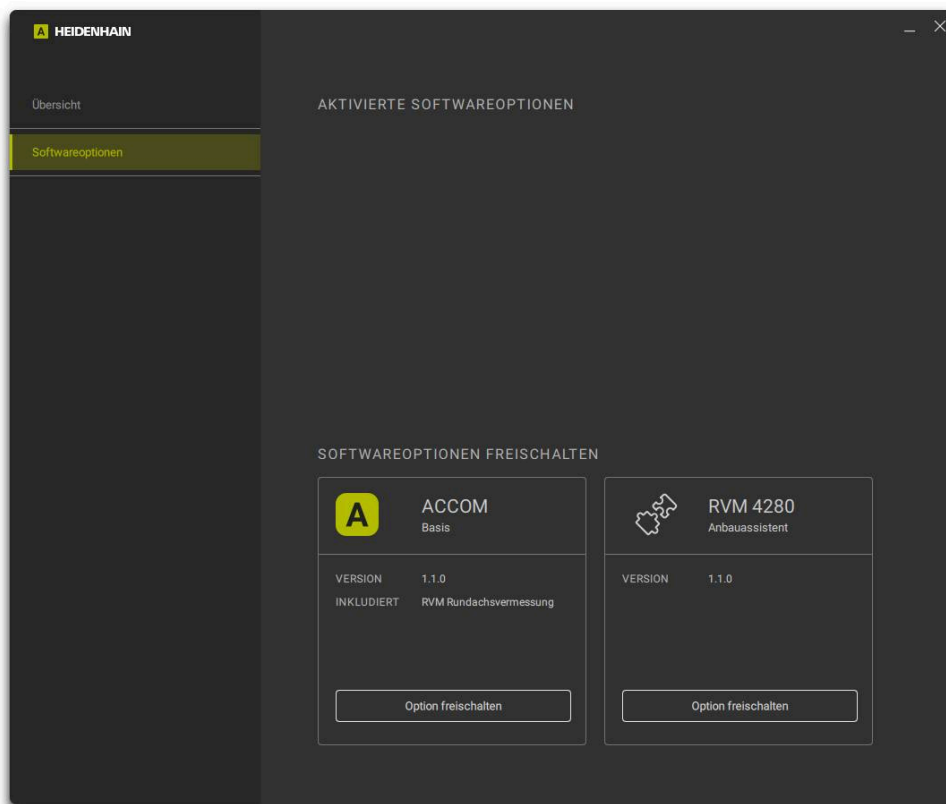 A HEIDENHAIN
Übersicht
Softwareoptionen
AKTIVIERTE SOFTWAREOPTIONEN
SOFTWAREOPTIONEN FREISCHALTEN
A
ACCOM
Basis
VERSION 1.1.0
INKLUDIERT RVM Rundachsvermessung
Option freischalten
RVM 4280
Anbauassistent
VERSION 1.1.0
Option freischalten